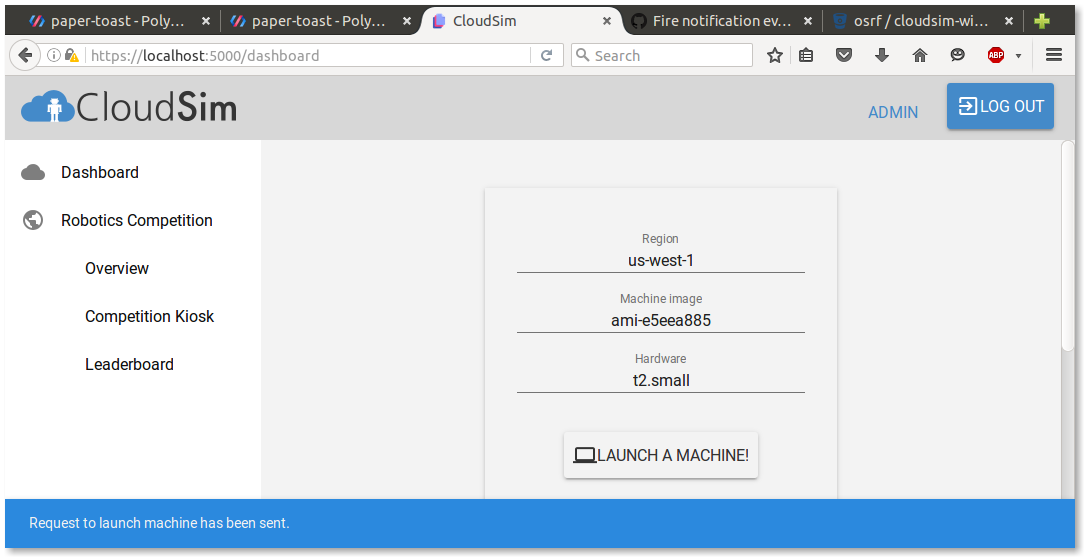 paper-toast - Poly…
paper-toast - Poly…
CloudSim
Fire notification ev…
osrf / cloudsim-wi…
https://localhost:5000/dashboard
Search
ABP
CloudSim
ADMIN
LOG OUT
Dashboard
Robotics Competition
Overview
Competition Kiosk
Leaderboard
Region
us-west-1
Machine image
ami-e5eea885
Hardware
t2.small
LAUNCH A MACHINE!
Request to launch machine has been sent.